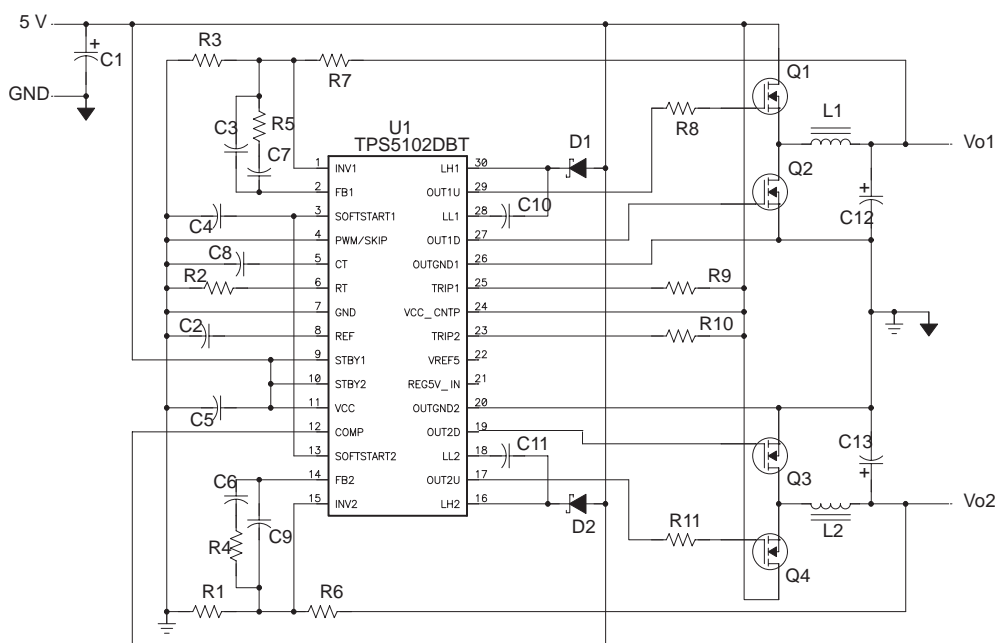 5 V
C1
GND
R3
R7
C3
R5
C7
U1
TPS5102DBT
D1
R8
Q1
L1
Vo1
Q2
C12
1 INV1 LH1 30
2 FB1 OUT1U 29
3 SOFTSTART1 LL1 28
C10
C4
4 PWM/SKIP OUT1D 27
C8
5 CT OUTGND1 26
R2
6 RT TRIP1 25
R9
7 GND VCC_CNTP 24
C2
8 REF TRIP2 23
R10
9 STBY1 VREF5 22
10 STBY2 REG5V_IN 21
C5
11 VCC OUTGND2 20
12 COMP OUT2D 19
13 SOFTSTART2 LL2 18
C11
14 FB2 OUT2U 17
15 INV2 LH2 16
C6
C9
R4
D2
R11
Q3
C13
L2
Vo2
Q4
R1
R6